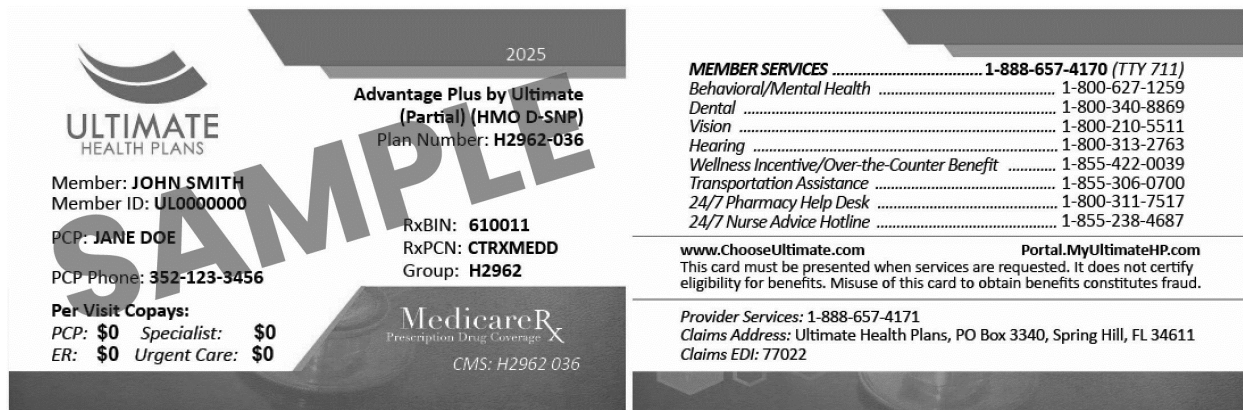 2025
ULTIMATE
HEALTH PLANS
Advantage Plus by Ultimate
(Partial) (HMO D-SNP)
Plan Number: H2962-036
SAMPLE
Member: JOHN SMITH
Member ID: UL0000000
PCP: JANE DOE
PCP Phone: 352-123-3456
RxBIN: 610011
RxPCN: CTRXMEDD
Group: H2962
Per Visit Copays:
PCP: $0 Specialist: $0
ER: $0 Urgent Care: $0
MedicareRx
Prescription Drug Coverage
CMS: H2962 036
MEMBER SERVICES ..................................... 1-888-657-4170 (TTY 711)
Behavioral/Mental Health ........................................... 1-800-627-1259
Dental .............................................................................. 1-800-340-8869
Vision ............................................................................... 1-800-210-5511
Hearing ............................................................................ 1-800-313-2763
Wellness Incentive/Over-the-Counter Benefit ........... 1-855-422-0039
Transportation Assistance ............................................ 1-855-306-0700
24/7 Pharmacy Help Desk ............................................ 1-800-311-7517
24/7 Nurse Advice Hotline ............................................ 1-855-238-4687
www.ChooseUltimate.com Portal.MyUltimateHP.com
This card must be presented when services are requested. It does not certify
eligibility for benefits. Misuse of this card to obtain benefits constitutes fraud.
Provider Services: 1-888-657-4171
Claims Address: Ultimate Health Plans, PO Box 3340, Spring Hill, FL 34611
Claims EDI: 77022